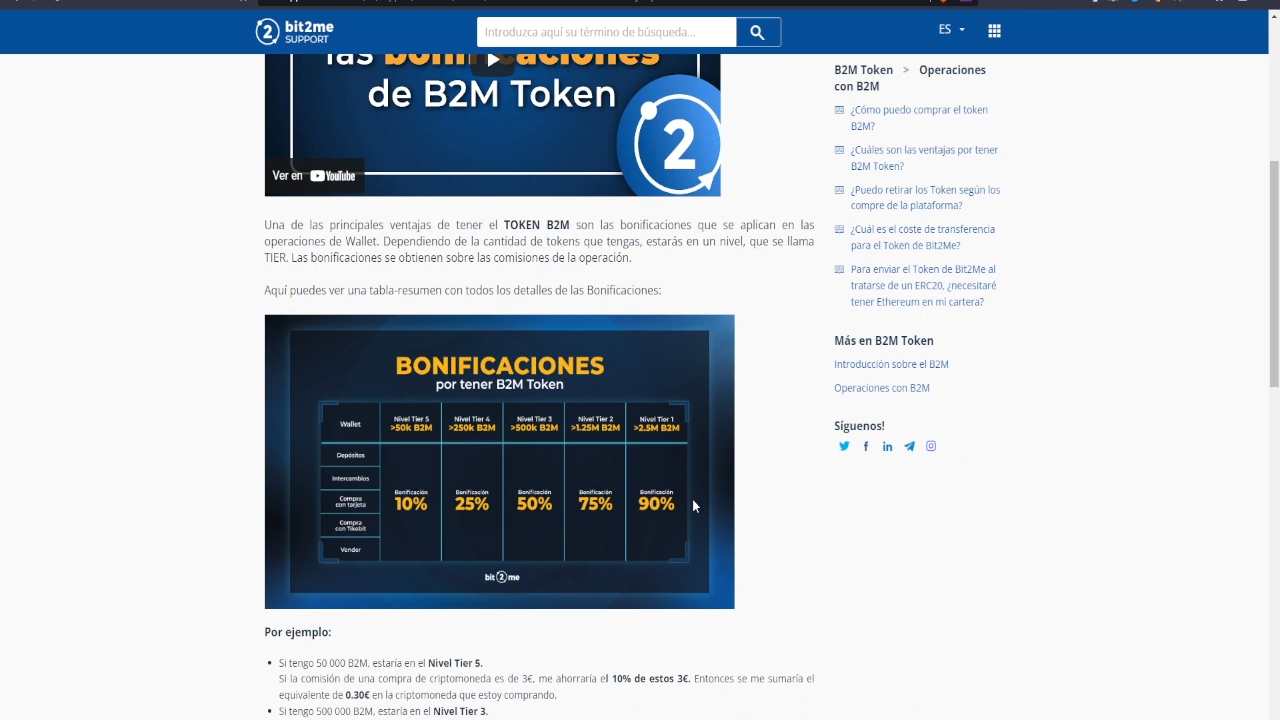 bit2me
SUPPORT
Introduzca aquí su término de búsqueda...
ES
las bonificaciones
de B2M Token
Ver en YouTube
Una de las principales ventajas de tener el TOKEN B2M son las bonificaciones que se aplican en las
operaciones de Wallet. Dependiendo de la cantidad de tokens que tengas, estarás en un nivel, que se llama
TIER. Las bonificaciones se obtienen sobre las comisiones de la operación.
Aquí puedes ver una tabla-resumen con todos los detalles de las Bonificaciones:
BONIFICACIONES
por tener B2M Token
Wallet
Nivel Tier 5
>50k B2M
Nivel Tier 4
>250k B2M
Nivel Tier 3
>500k B2M
Nivel Tier 2
>1.25M B2M
Nivel Tier 1
>2.5M B2M
Depósitos
Intercambios
Compra
con tarjeta
Compra
con Tikebit
Vender
Bonificación
10%
Bonificación
25%
Bonificación
50%
Bonificación
75%
Bonificación
90%
bit2me
Por ejemplo:
Si tengo 50 000 B2M, estaría en el Nivel Tier 5.
Si la comisión de una compra de criptomoneda es de 3€, me ahorraría el 10% de estos 3€. Entonces se me sumaría el
equivalente de 0.30€ en la criptomoneda que estoy comprando.
Si tengo 500 000 B2M, estaría en el Nivel Tier 3.
B2M Token > Operaciones
con B2M
¿Cómo puedo comprar el token
B2M?
¿Cuáles son las ventajas por tener
B2M Token?
¿Puedo retirar los Token según los
compre de la plataforma?
¿Cuál es el coste de transferencia
para el Token de Bit2Me?
Para enviar el Token de Bit2Me al
tratarse de un ERC20, ¿necesitaré
tener Ethereum en mi cartera?
Más en B2M Token
Introducción sobre el B2M
Operaciones con B2M
Síguenos!